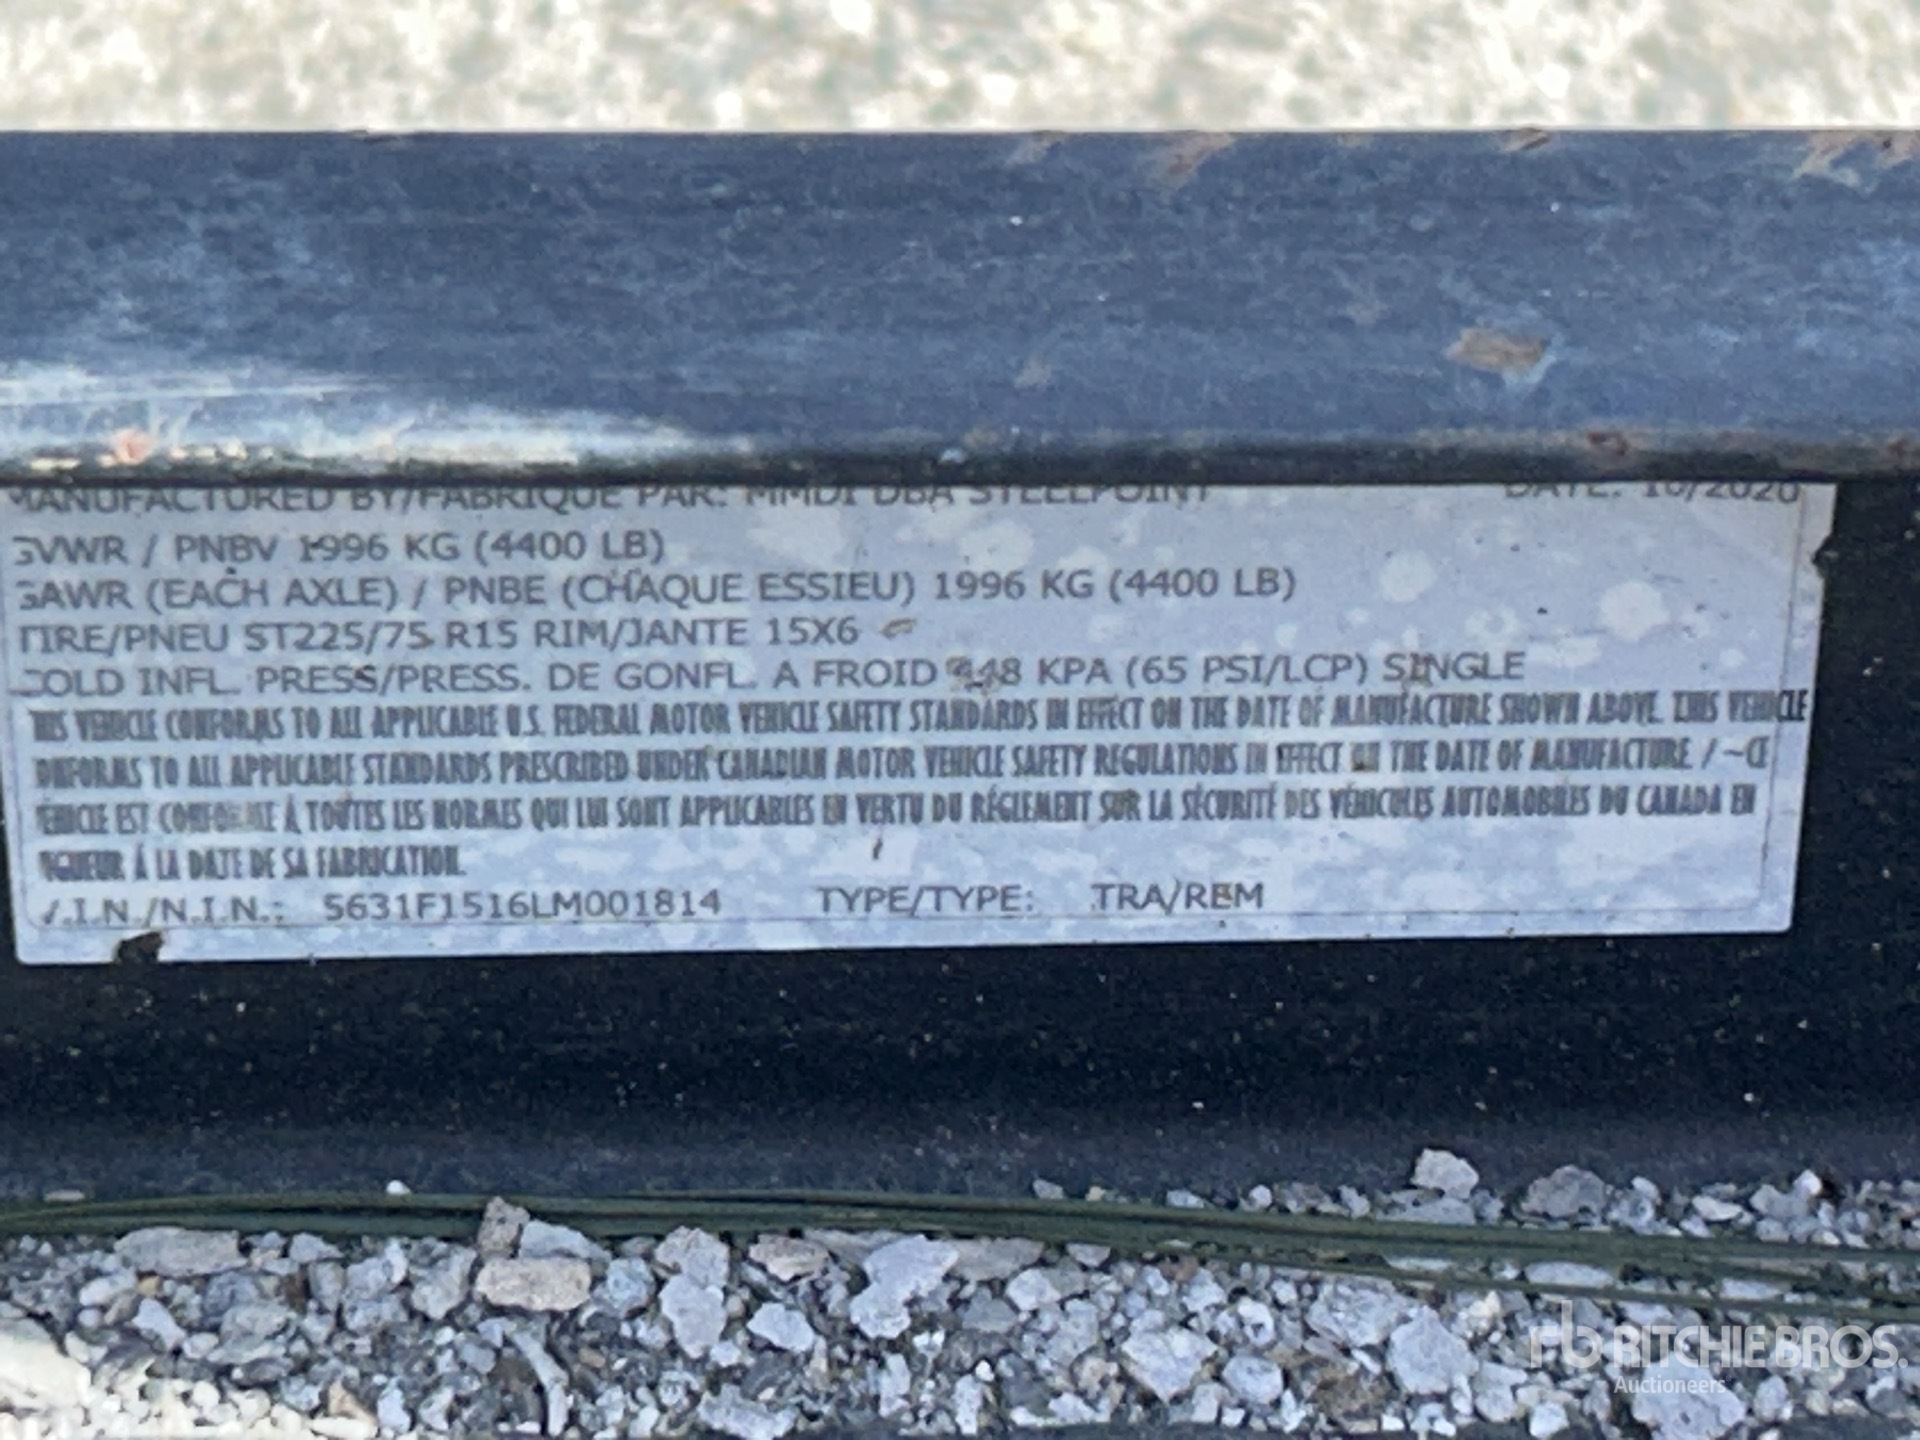 MANUFACTURED BY/FABRIQUE PAR: MMDI DBA STEELPOINT DATE: 10/2020
GVWR / PNBV 1996 KG (4400 LB)
GAWR (EACH AXLE) / PNBE (CHAQUE ESSIEU) 1996 KG (4400 LB)
TIRE/PNEU ST225/75 R15 RIM/JANTE 15X6
COLD INFL. PRESS/PRESS. DE GONFL. A FROID 448 KPA (65 PSI/LCP) SINGLE
THIS VEHICLE CONFORMS TO ALL APPLICABLE U.S. FEDERAL MOTOR VEHICLE SAFETY STANDARDS IN EFFECT ON THE DATE OF MANUFACTURE SHOWN ABOVE. THIS VEHICLE
CONFORMS TO ALL APPLICABLE STANDARDS PRESCRIBED UNDER CANADIAN MOTOR VEHICLE SAFETY REGULATIONS IN EFFECT ON THE DATE OF MANUFACTURE. / ~CE
VEHICLE EST CONFORME À TOUTES LES NORMES QUI LUI SONT APPLICABLES EN VERTU DU RÉGLEMENT SUR LA SÉCURITÉ DES VÉHICULES AUTOMOBILES DU CANADA EN
VIGUEUR À LA DATE DE SA FABRICATION.
V.I.N./N.I.N.: 5631F1516LM001814 TYPE/TYPE: TRA/REM
rb RITCHIE BROS.
Auctioneers